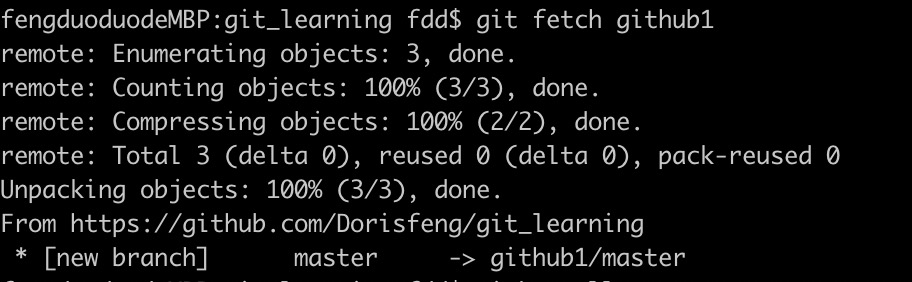 fengduoduodeMBP:git_learning fdd$ git fetch github1
remote: Enumerating objects: 3, done.
remote: Counting objects: 100% (3/3), done.
remote: Compressing objects: 100% (2/2), done.
remote: Total 3 (delta 0), reused 0 (delta 0), pack-reused 0
Unpacking objects: 100% (3/3), done.
From https://github.com/Dorisfeng/git_learning
 * [new branch]      master     -> github1/master